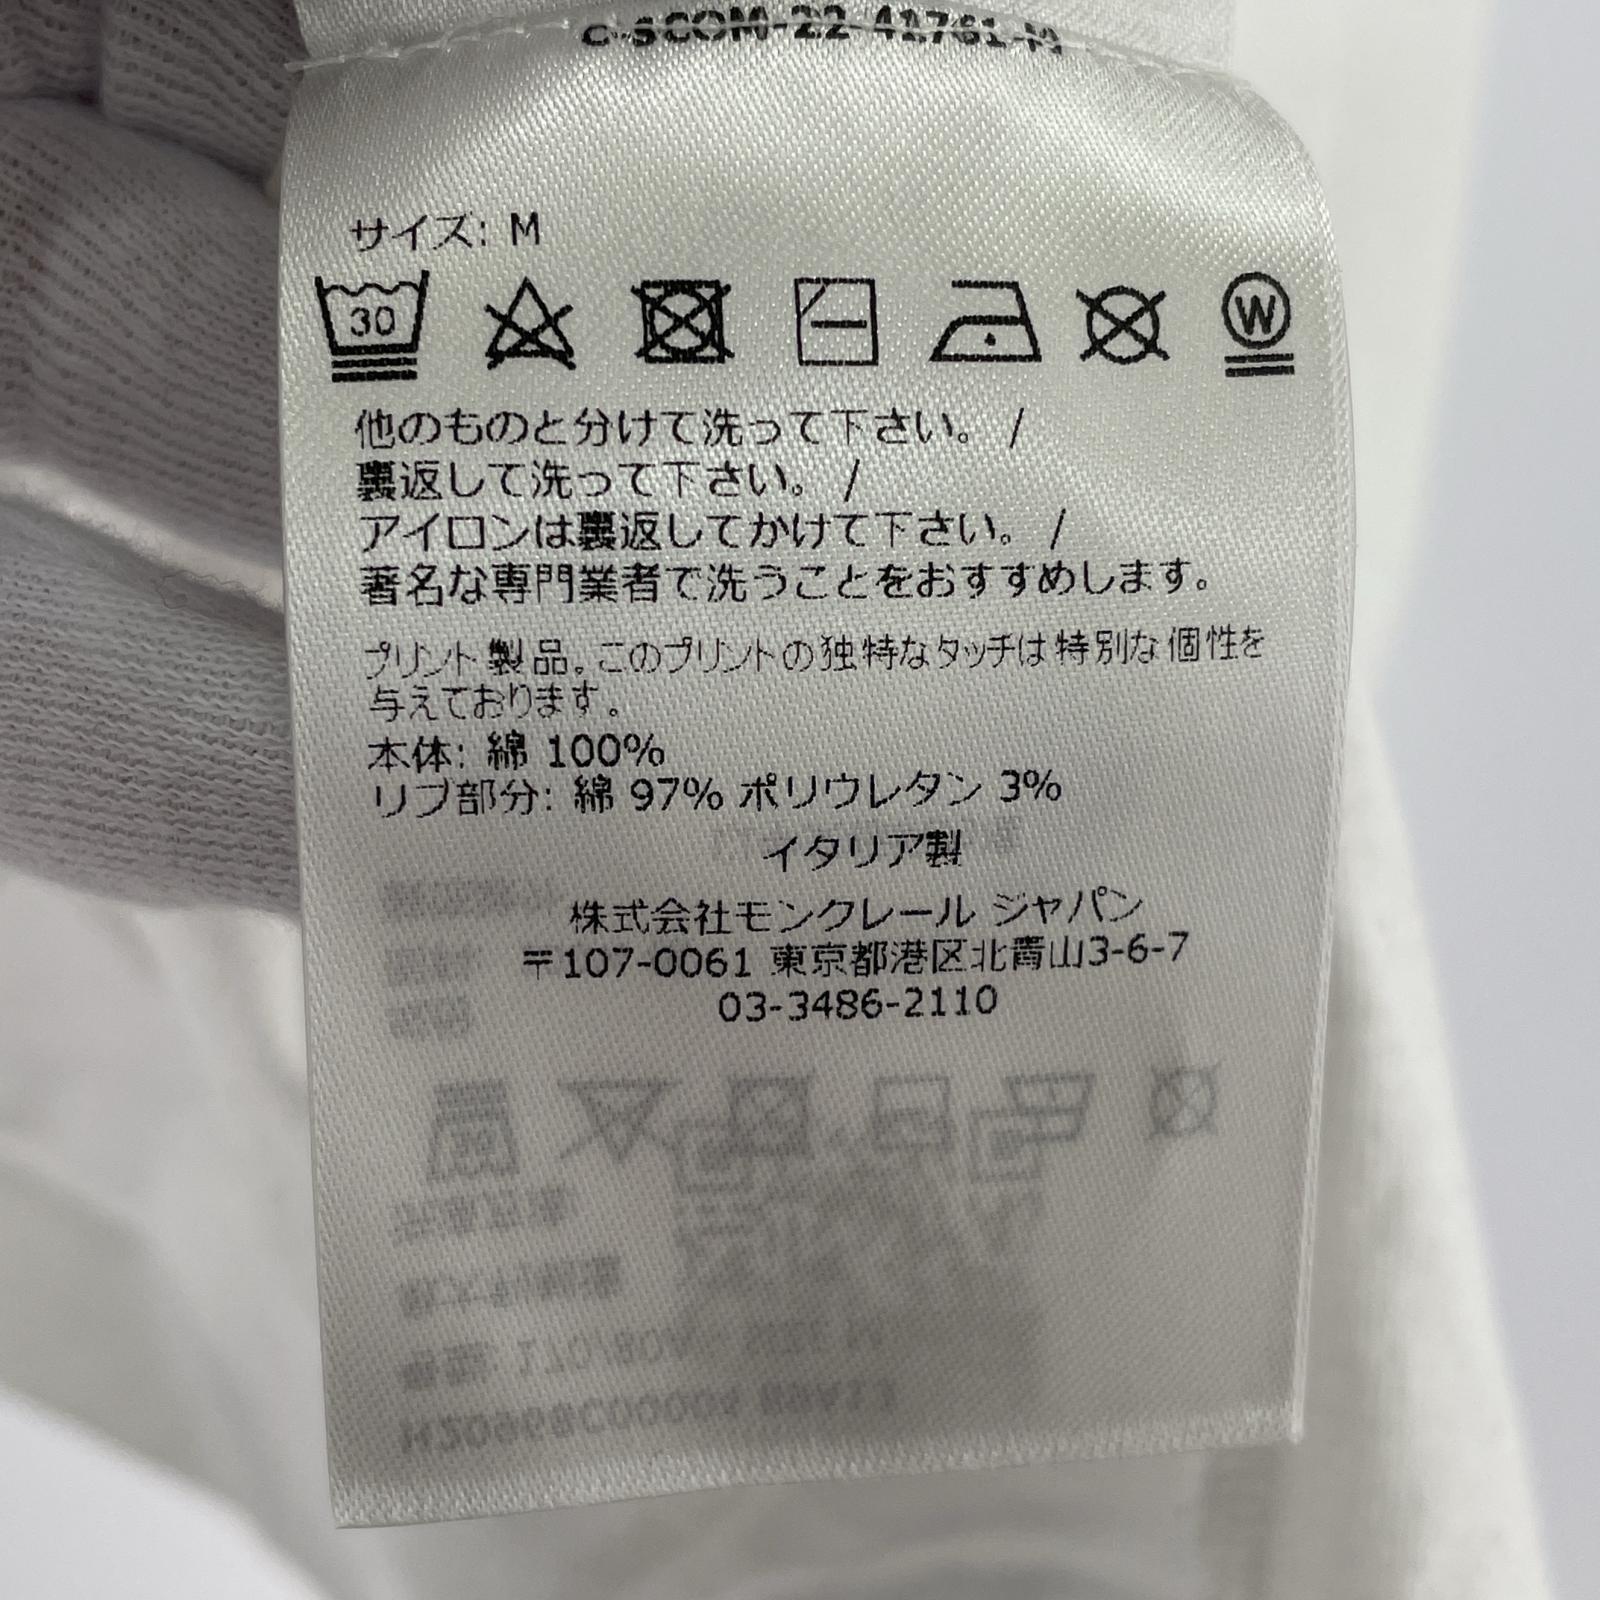 サイズ: M
30
W
他のものと分けて洗って下さい。 /
裏返して洗って下さい。 /
アイロンは裏返してかけて下さい。 /
著名な専門業者で洗うことをおすすめします。
プリント製品。このプリントの独特なタッチは特別な個性を
与えております。
本体: 綿 100%
リブ部分: 綿 97% ポリウレタン 3%
イタリア製
株式会社モンクレール ジャパン
〒107-0061 東京都港区北青山3-6-7
03-3486-2110